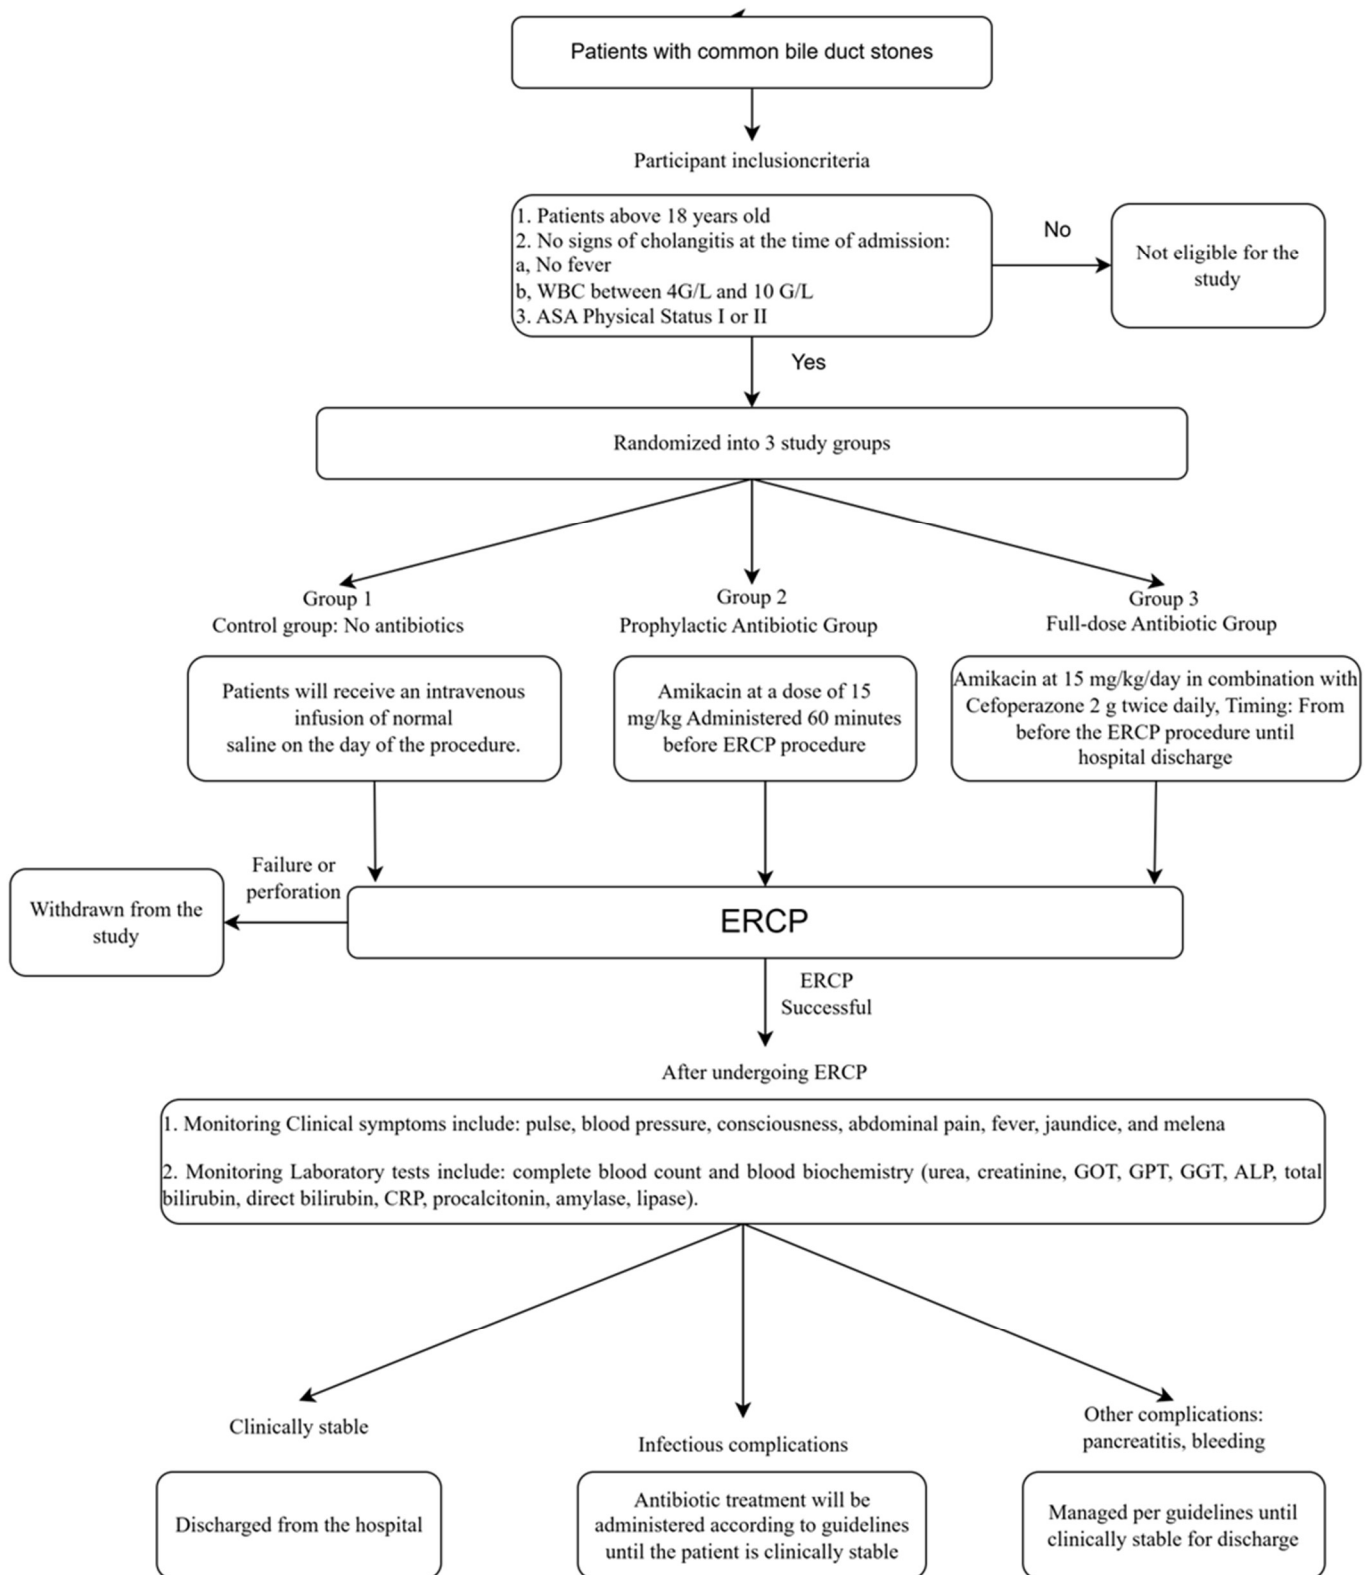 Patients with common bile duct stones
Participant inclusioncriteria
1. Patients above 18 years old
2. No signs of cholangitis at the time of admission:
a, No fever
b, WBC between 4G/L and 10 G/L
3. ASA Physical Status I or II
No
Not eligible for the
study
Yes
Randomized into 3 study groups
Group 1
Control group: No antibiotics
Group 2
Prophylactic Antibiotic Group
Group 3
Full-dose Antibiotic Group
Patients will receive an intravenous
infusion of normal
saline on the day of the procedure.
Amikacin at a dose of 15
mg/kg Administered 60 minutes
before ERCP procedure
Amikacin at 15 mg/kg/day in combination with
Cefoperazone 2 g twice daily, Timing: From
before the ERCP procedure until
hospital discharge
Failure or
perforation
Withdrawn from the
study
ERCP
ERCP
Successful
After undergoing ERCP
1. Monitoring Clinical symptoms include: pulse, blood pressure, consciousness, abdominal pain, fever, jaundice, and melena
2. Monitoring Laboratory tests include: complete blood count and blood biochemistry (urea, creatinine, GOT, GPT, GGT, ALP, total
bilirubin, direct bilirubin, CRP, procalcitonin, amylase, lipase).
Clinically stable
Infectious complications
Other complications:
pancreatitis, bleeding
Discharged from the hospital
Antibiotic treatment will be
administered according to guidelines
until the patient is clinically stable
Managed per guidelines until
clinically stable for discharge